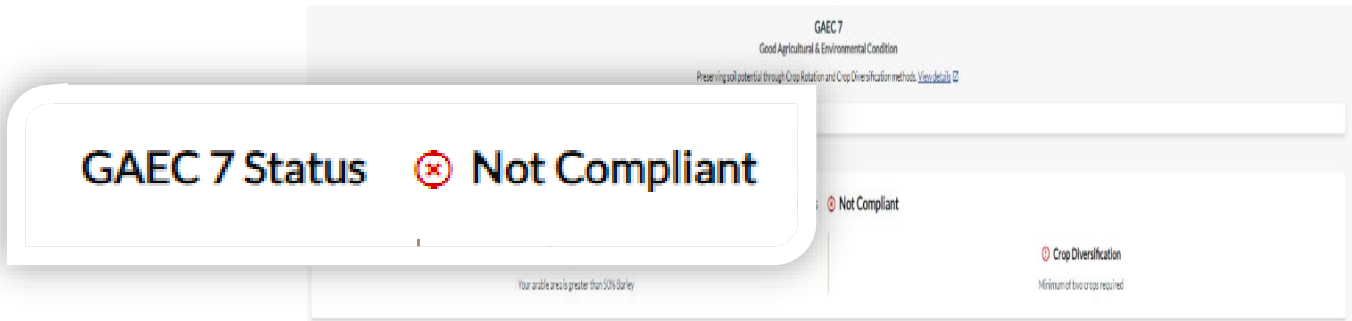 GAEC 7
Good Agricultural & Environmental Condition
Preserving soil potential through Crop Rotation and Crop Diversification methods. View details
GAEC 7 Status Not Compliant
Not Compliant
Crop Diversification
Your arable area is greater than 50% Barley
Minimum of two crops required